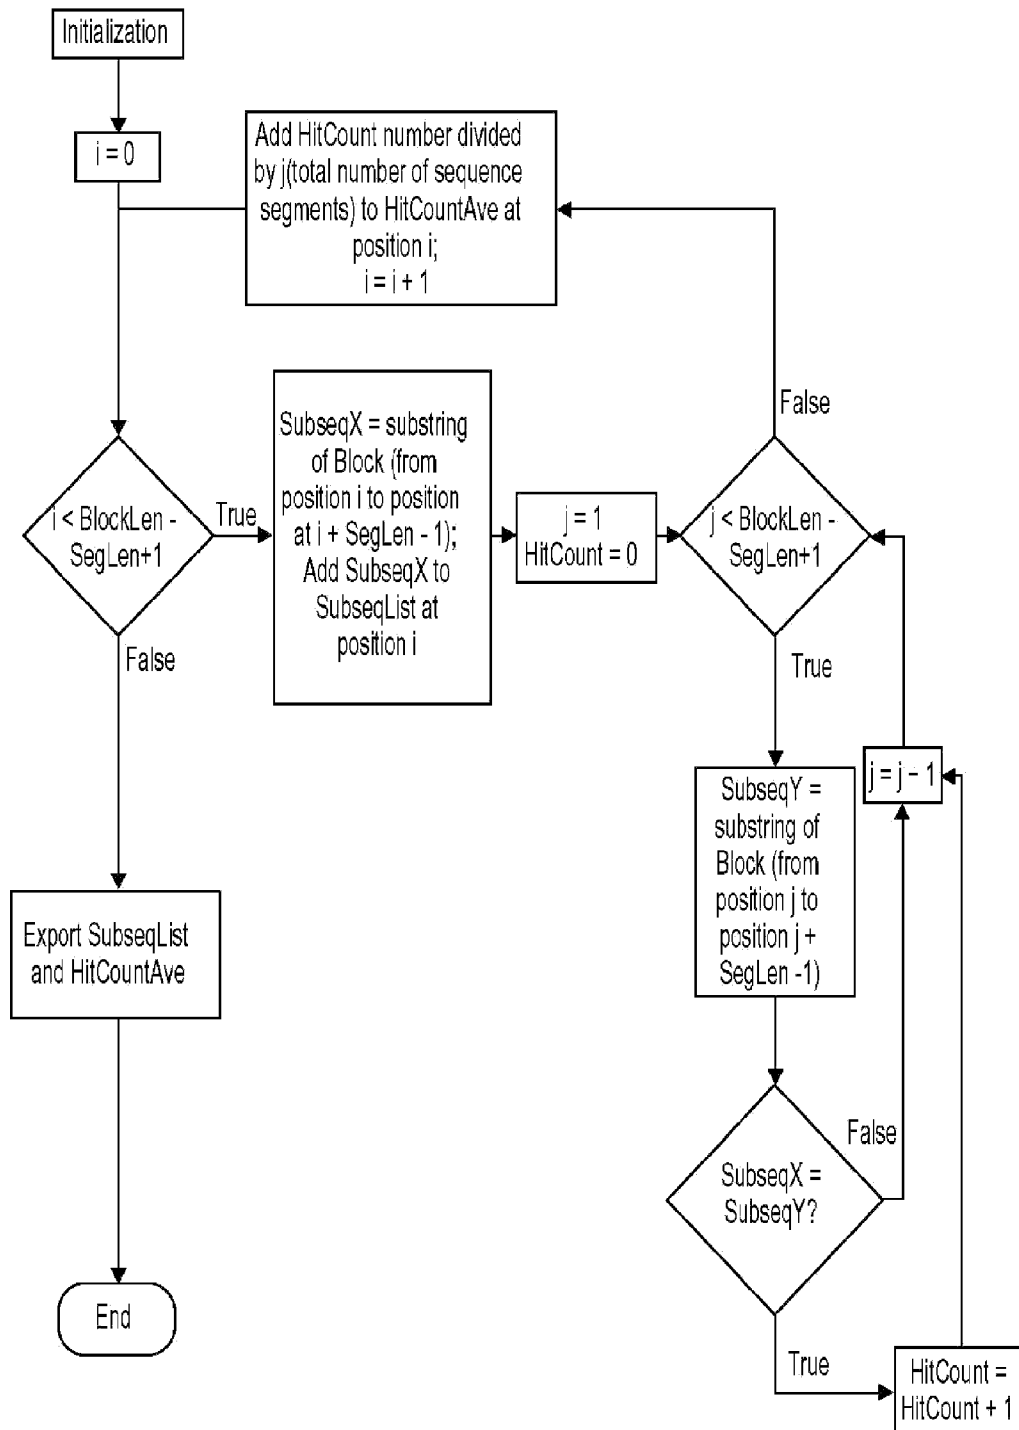 Initialization
i = 0
Add HitCount number divided
by j(total number of sequence
segments) to HitCountAve at
position i;
i = i + 1
i < BlockLen -
SegLen+1
True
False
SubseqX = substring
of Block (from
position i to position
at i + SegLen - 1);
Add SubseqX to
SubseqList at
position i
j = 1
HitCount = 0
j < BlockLen -
SegLen+1
False
True
SubseqY =
substring of
Block (from
position j to
position j +
SegLen -1)
j = j – 1
SubseqX =
SubseqY?
False
True
HitCount =
HitCount + 1
Export SubseqList
and HitCountAve
End